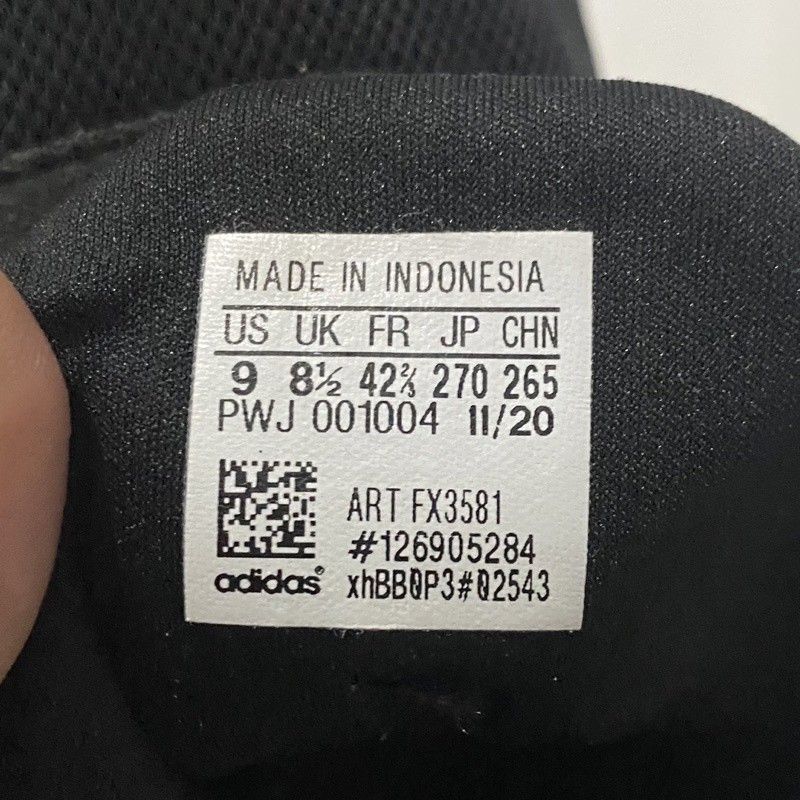 MADE IN INDONESIA
US UK FR JP CHN
9 8½ 42⅔ 270 265
PWJ 001004 11/20
ART FX3581
#126905284
adidas® xhBB0P3#02543